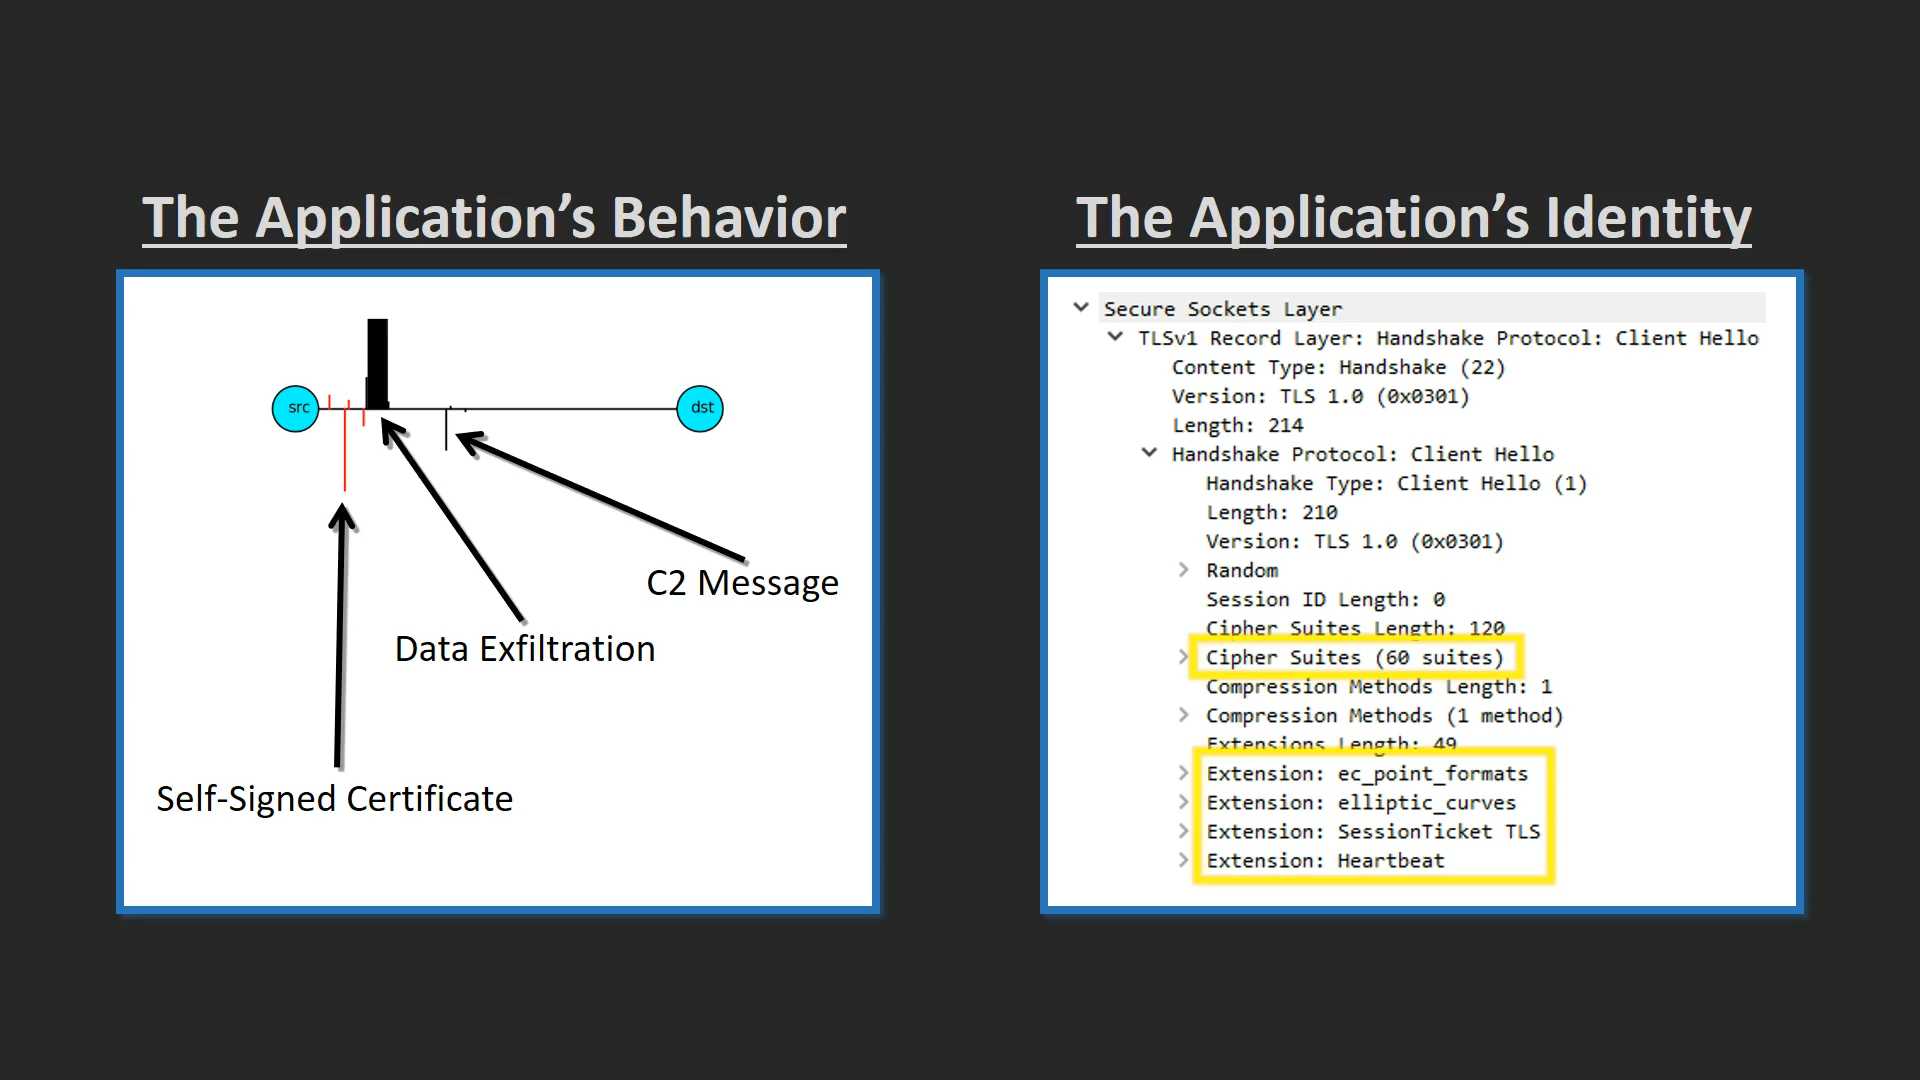 The Application’s Behavior
src
dst
C2 Message
Data Exfiltration
Self-Signed Certificate
The Application’s Identity
Secure Sockets Layer
TLSv1 Record Layer: Handshake Protocol: Client Hello
Content Type: Handshake (22)
Version: TLS 1.0 (0x0301)
Length: 214
Handshake Protocol: Client Hello
Handshake Type: Client Hello (1)
Length: 210
Version: TLS 1.0 (0x0301)
Random
Session ID Length: 0
Cipher Suites Length: 120
Cipher Suites (60 suites)
Compression Methods Length: 1
Compression Methods (1 method)
Extensions Length: 49
Extension: ec_point_formats
Extension: elliptic_curves
Extension: SessionTicket TLS
Extension: Heartbeat